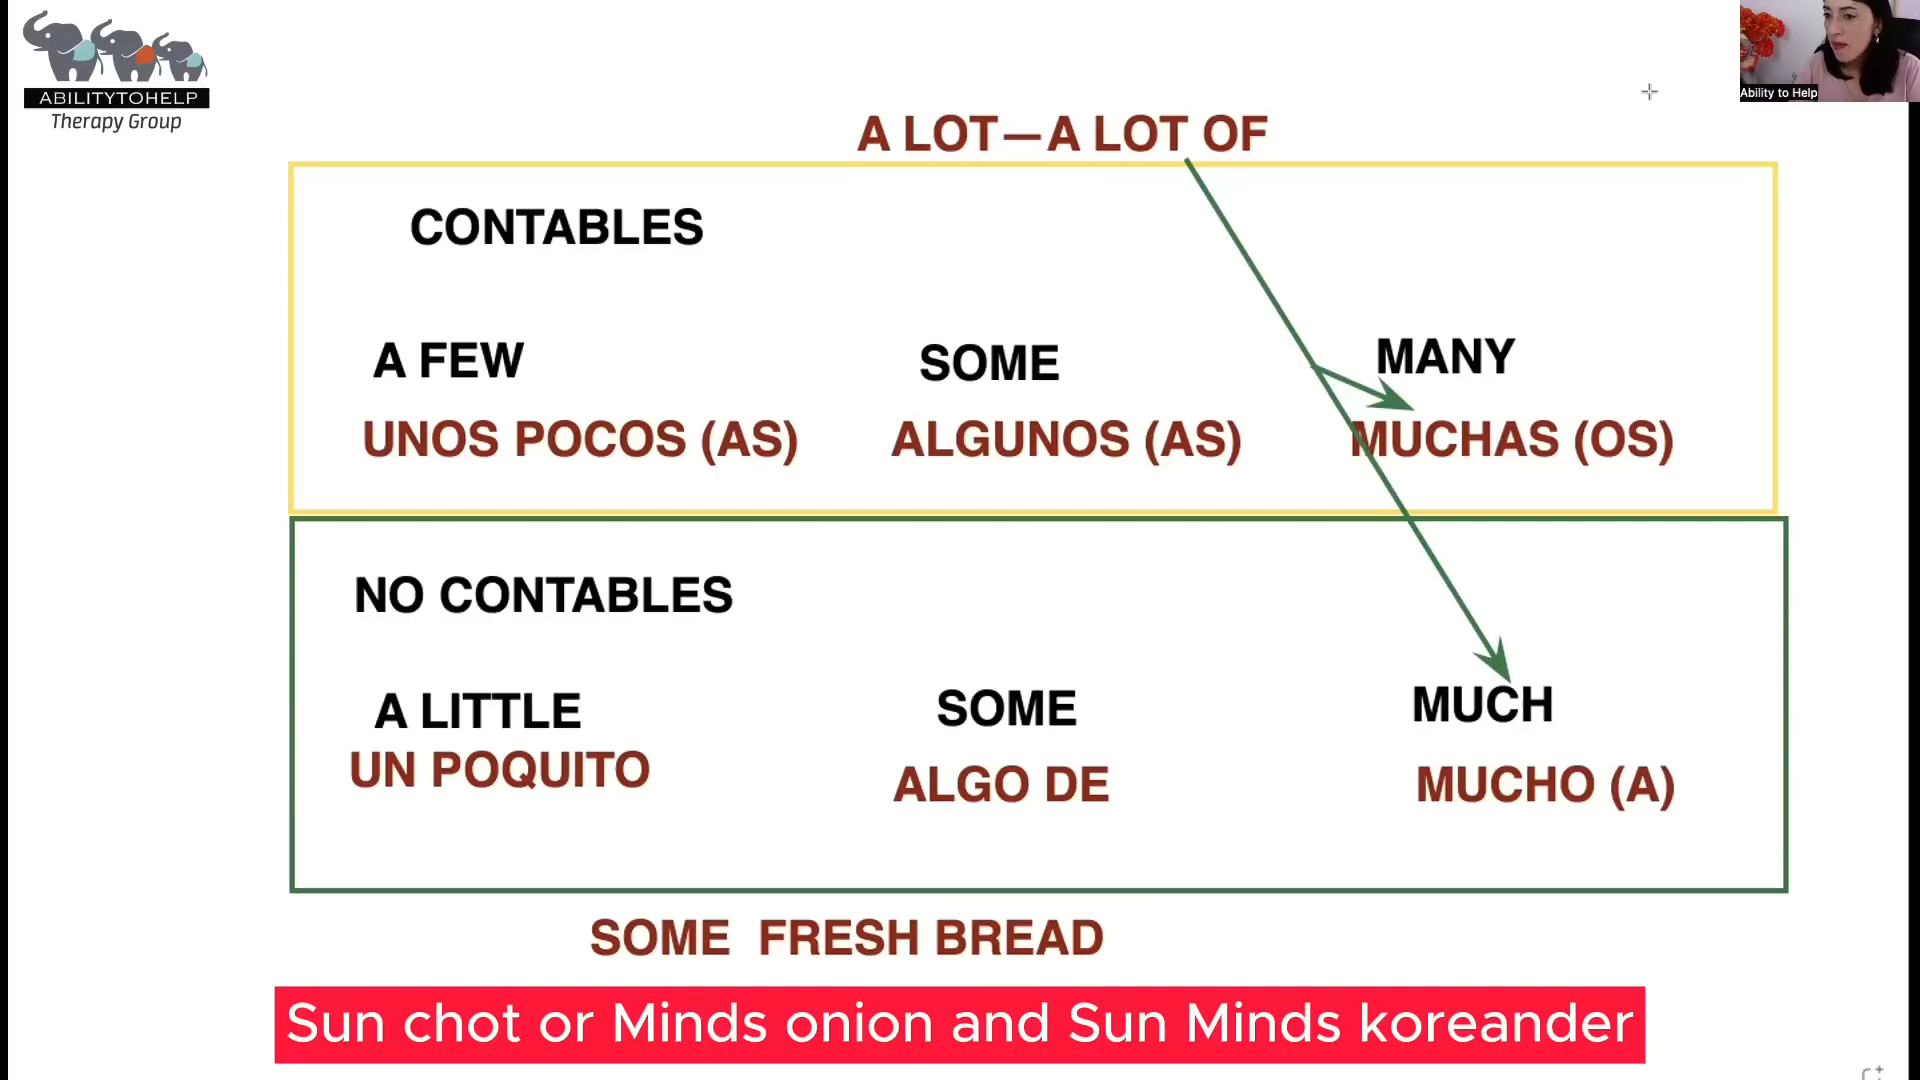 ABILITYTOHELP
Therapy Group
Ability to Help
A LOT—A LOT OF
CONTABLES
A FEW SOME MANY
UNOS POCOS (AS) ALGUNOS (AS) MUCHAS (OS)
NO CONTABLES
A LITTLE SOME MUCH
UN POQUITO ALGO DE MUCHO (A)
SOME FRESH BREAD
Sun chot or Minds onion and Sun Minds koreander